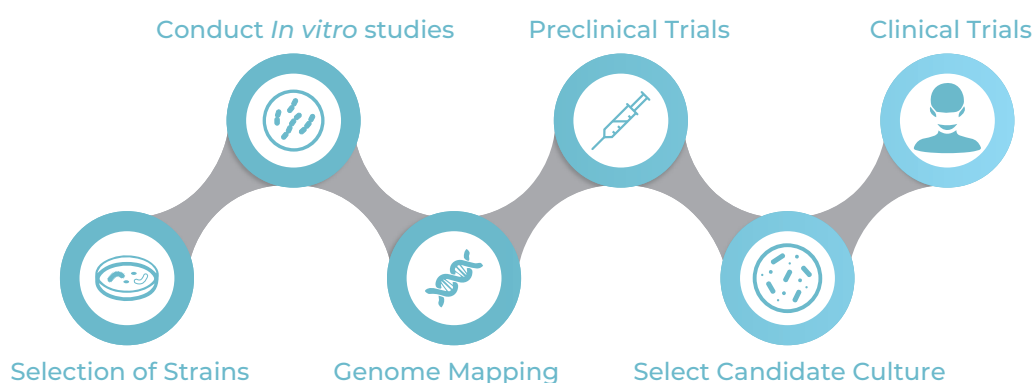 Conduct In vitro studies
Preclinical Trials
Clinical Trials
Selection of Strains
Genome Mapping
Select Candidate Culture